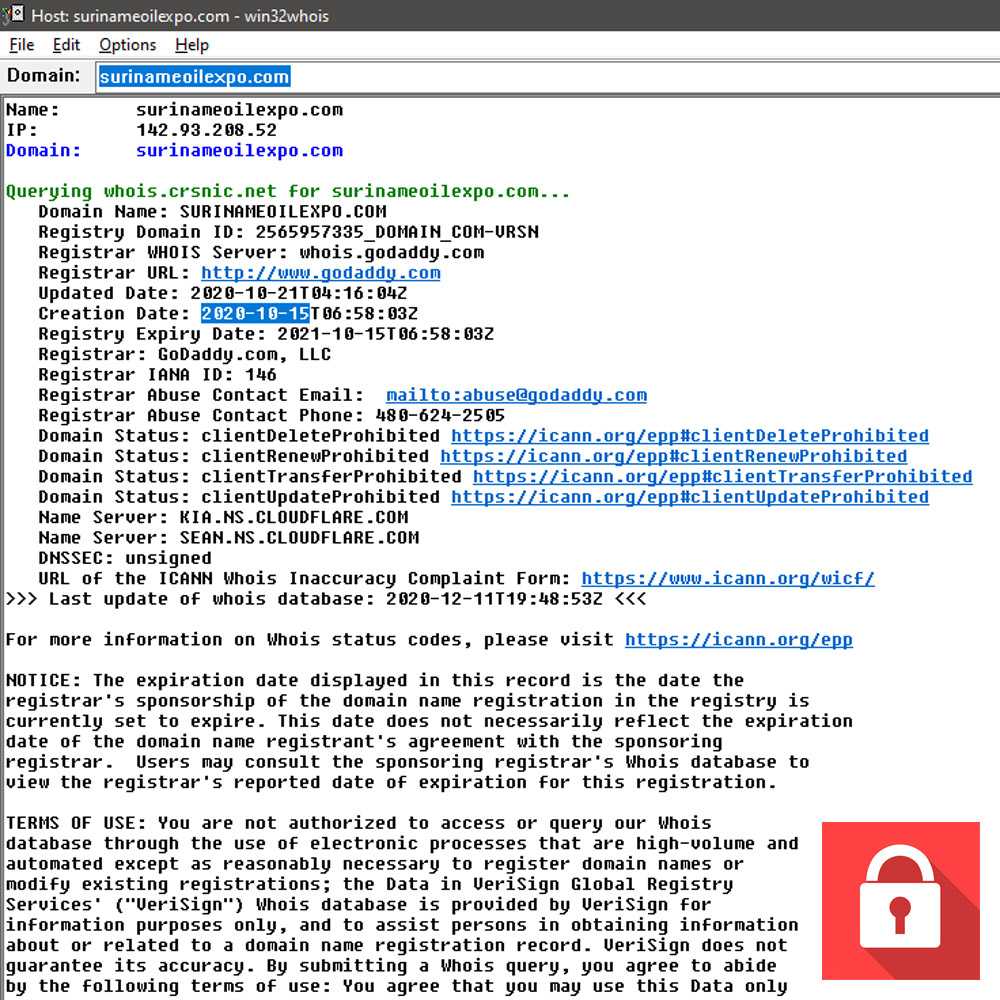 Host: surinameoilexpo.com - win32whois
File Edit Options Help
Domain: surinameoilexpo.com
Name: surinameoilexpo.com
IP: 142.93.208.52
Domain: surinameoilexpo.com
Querying whois.crsnic.net for surinameoilexpo.com...
Domain Name: SURINAMEOILEXPO.COM
Registry Domain ID: 2565957335_DOMAIN_COM-VRSN
Registrar WHOIS Server: whois.godaddy.com
Registrar URL: http://www.godaddy.com
Updated Date: 2020-10-21T04:16:04Z
Creation Date: 2020-10-15T06:58:03Z
Registry Expiry Date: 2021-10-15T06:58:03Z
Registrar: GoDaddy.com, LLC
Registrar IANA ID: 146
Registrar Abuse Contact Email: mailto:abuse@godaddy.com
Registrar Abuse Contact Phone: 480-624-2505
Domain Status: clientDeleteProhibited https://icann.org/epp#clientDeleteProhibited
Domain Status: clientRenewProhibited https://icann.org/epp#clientRenewProhibited
Domain Status: clientTransferProhibited https://icann.org/epp#clientTransferProhibited
Domain Status: clientUpdateProhibited https://icann.org/epp#clientUpdateProhibited
Name Server: KIA.NS.CLOUDFLARE.COM
Name Server: SEAN.NS.CLOUDFLARE.COM
DNSSEC: unsigned
URL of the ICANN Whois Inaccuracy Complaint Form: https://www.icann.org/wicf/
>>> Last update of whois database: 2020-12-11T19:48:53Z <<<
For more information on Whois status codes, please visit https://icann.org/epp
NOTICE: The expiration date displayed in this record is the date the
registrar's sponsorship of the domain name registration in the registry is
currently set to expire. This date does not necessarily reflect the expiration
date of the domain name registrant's agreement with the sponsoring
registrar. Users may consult the sponsoring registrar's Whois database to
view the registrar's reported date of expiration for this registration.
TERMS OF USE: You are not authorized to access or query our Whois
database through the use of electronic processes that are high-volume and
automated except as reasonably necessary to register domain names or
modify existing registrations; the Data in VeriSign Global Registry
Services' ("VeriSign") Whois database is provided by VeriSign for
information purposes only, and to assist persons in obtaining information
about or related to a domain name registration record. VeriSign does not
guarantee its accuracy. By submitting a Whois query, you agree to abide
by the following terms of use: You agree that you may use this Data only